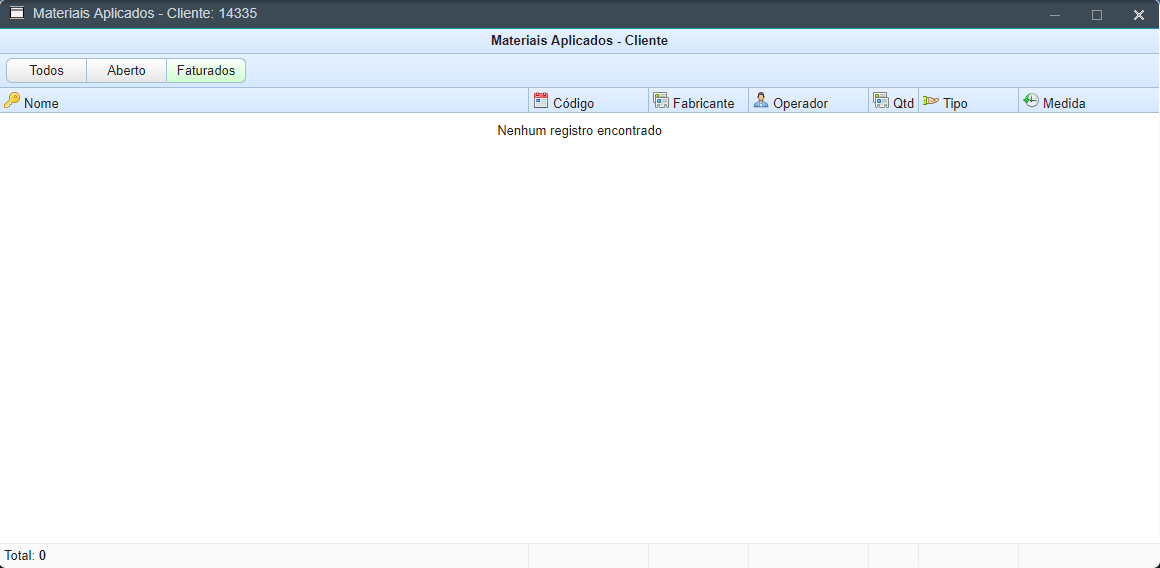 Materiais Aplicados - Cliente: 14335
Materiais Aplicados - Cliente
Todos Aberto Faturados
Nome Código Fabricante Operador Qtd Tipo Medida
Nenhum registro encontrado
Total: 0